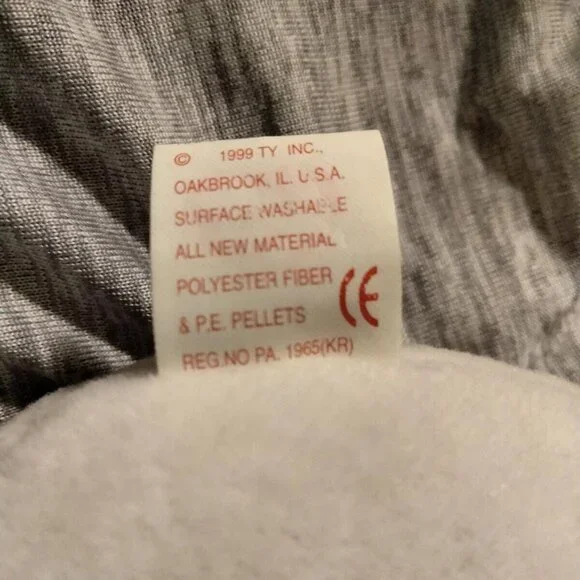 © 1999 TY INC.,
OAKBROOK, IL. U.S.A.
SURFACE WASHABLE
ALL NEW MATERIAL
POLYESTER FIBER
& P.E. PELLETS
CE
REG.NO PA. 1965(KR)